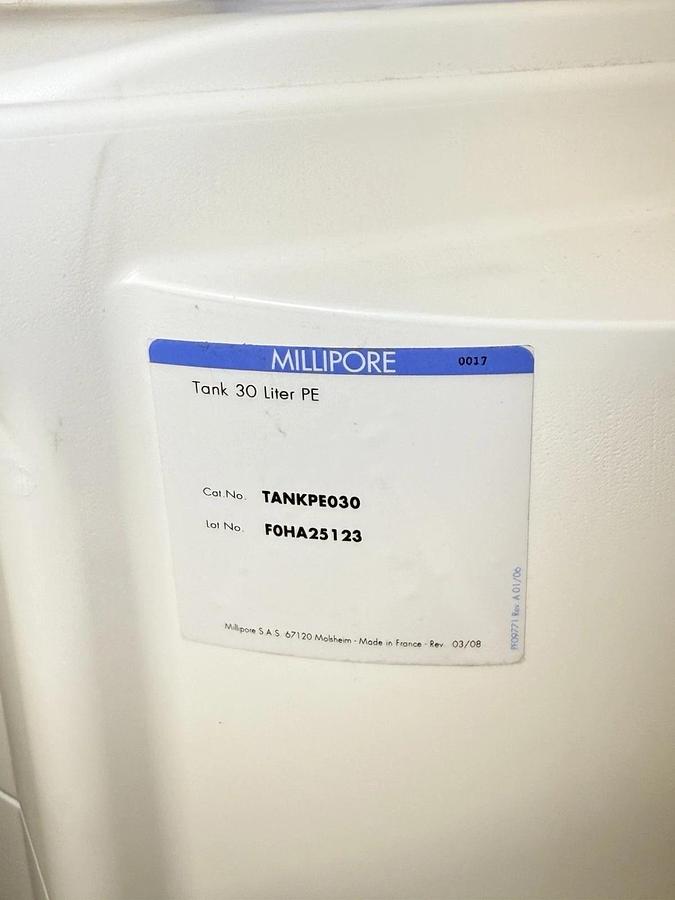 MILLIPORE 0017
Tank 30 Liter PE
Cat.No. TANKPE030
Lot No. F0HA25123
Millipore S.A.S. 67120 Molsheim - Made in France - Rev 03/08
PF09771 Rev. A 01/06